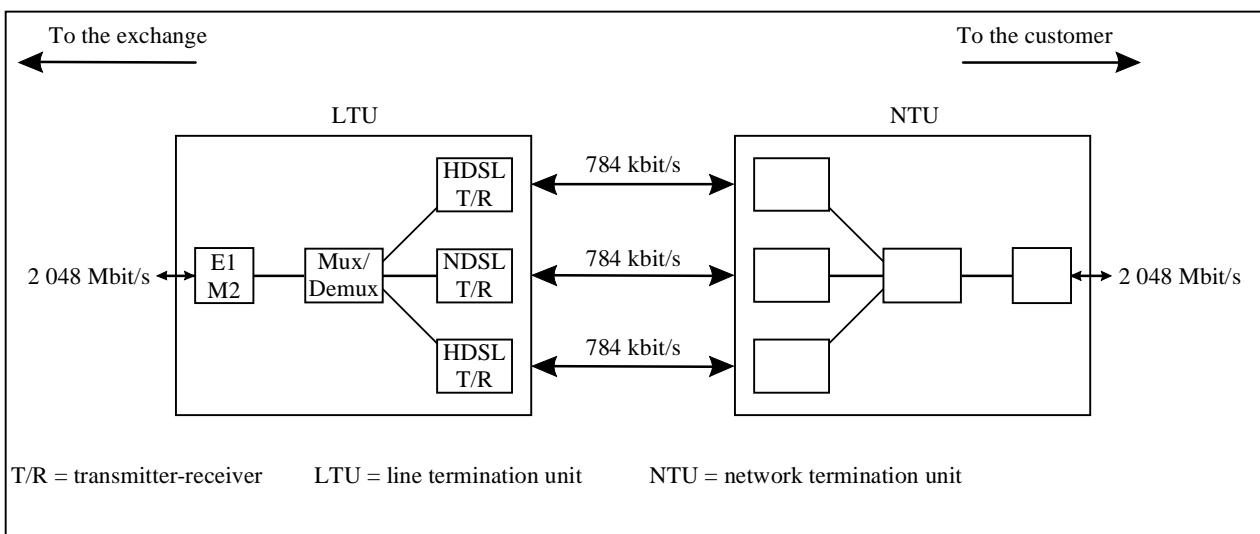 To the exchange
To the customer
LTU
NTU
HDSL
T/R
784 kbit/s
2 048 Mbit/s
E1
M2
Mux/
Demux
NDSL
T/R
784 kbit/s
2 048 Mbit/s
HDSL
T/R
784 kbit/s
T/R = transmitter-receiver
LTU = line termination unit
NTU = network termination unit